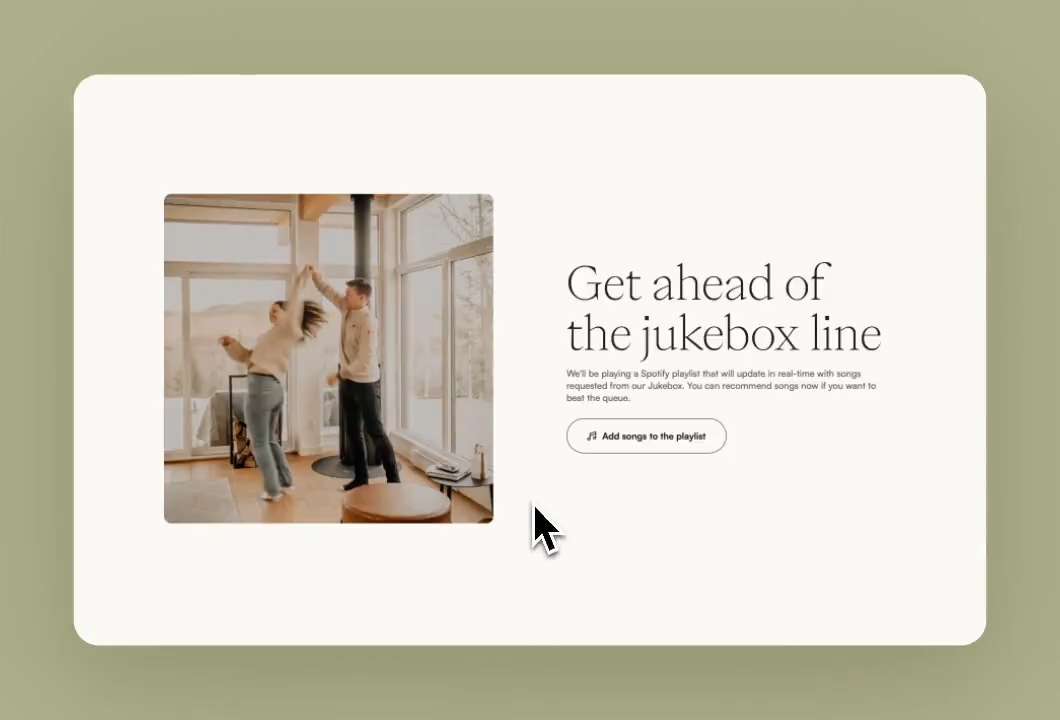 Get ahead of
the jukebox line
We'll be playing a Spotify playlist that will update in real-time with songs
requested from our Jukebox. You can recommend songs now if you want to
beat the queue.
Add songs to the playlist